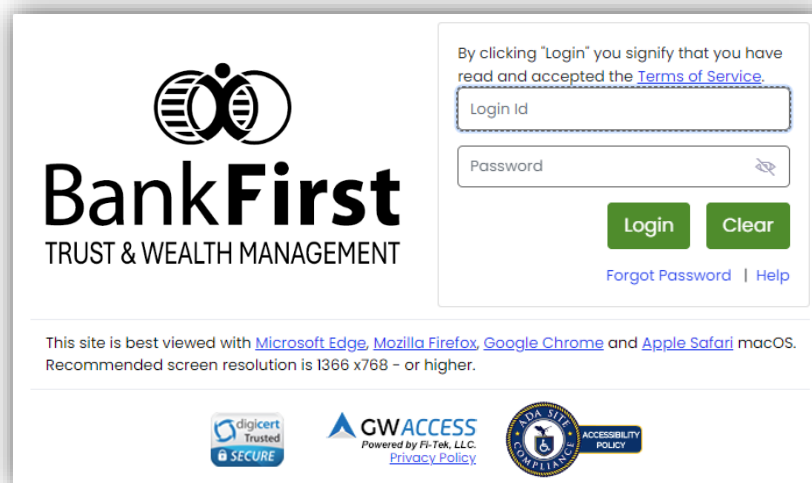 BankFirst
TRUST & WEALTH MANAGEMENT
By clicking "Login" you signify that you have
read and accepted the Terms of Service.
Login Id
Password
Login
Clear
Forgot Password | Help
This site is best viewed with Microsoft Edge, Mozilla Firefox, Google Chrome and Apple Safari macOS.
Recommended screen resolution is 1366 x768 - or higher.
digicert
Trusted
SECURE
GWACCESS
Powered by Fi-Tek, LLC.
Privacy Policy
ADA SITE
COMPLIANCE
ACCESSIBILITY
POLICY